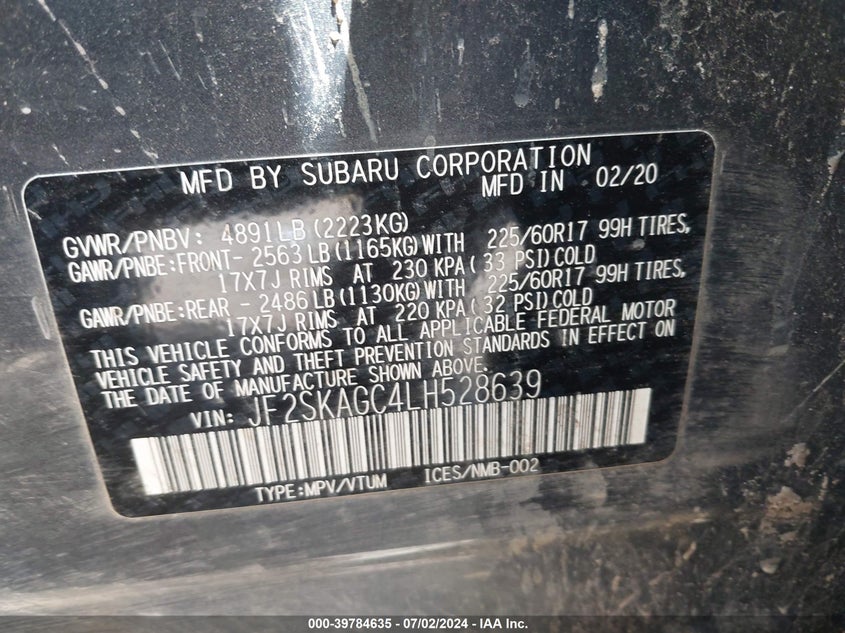 MFD BY SUBARU CORPORATION
MFD IN 02/20
GVWR/PNBV: 4891LB (2223KG)
GAWR/PNBE:FRONT- 2563LB(1165KG)WITH 225/60R17 99H TIRES,
17X7J RIMS AT 230 KPA( 33 PSI) COLD
GAWR/PNBE:REAR - 2486LB(1130KG)WITH 225/60R17 99H TIRES,
17X7J RIMS AT 220 KPA(32 PSI)COLD
THIS VEHICLE CONFORMS TO ALL APPLICABLE FEDERAL MOTOR
VEHICLE SAFETY AND THEFT PREVENTION STANDARDS IN EFFECT ON
THE DATE OF MANUFACTURE SHOWN ABOVE.
VIN: JF2SKAGC4LH528639
TYPE:MPV/VTUM ICES/NMB-002
000-39784635 - 07/02/2024 - IAA Inc.